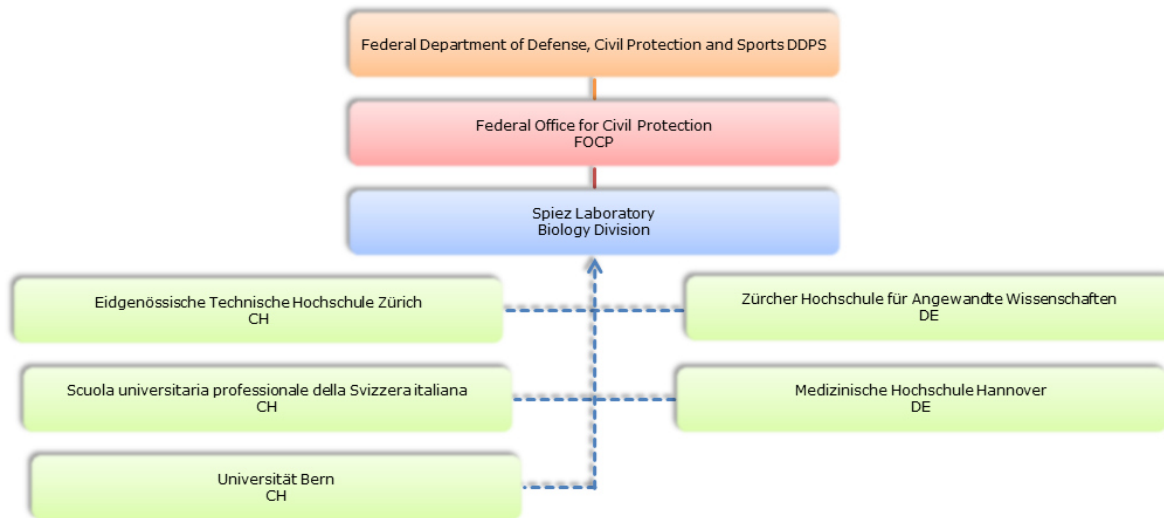 Federal Department of Defense, Civil Protection and Sports DDPS
Federal Office for Civil Protection
FOCP
Spiez Laboratory
Biology Division
Eidgenössische Technische Hochschule Zürich
CH
Zürcher Hochschule für Angewandte Wissenschaften
DE
Scuola universitaria professionale della Svizzera italiana
CH
Medizinische Hochschule Hannover
DE
Universität Bern
CH